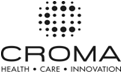 CROMA
HEALTH • CARE • INNOVATION